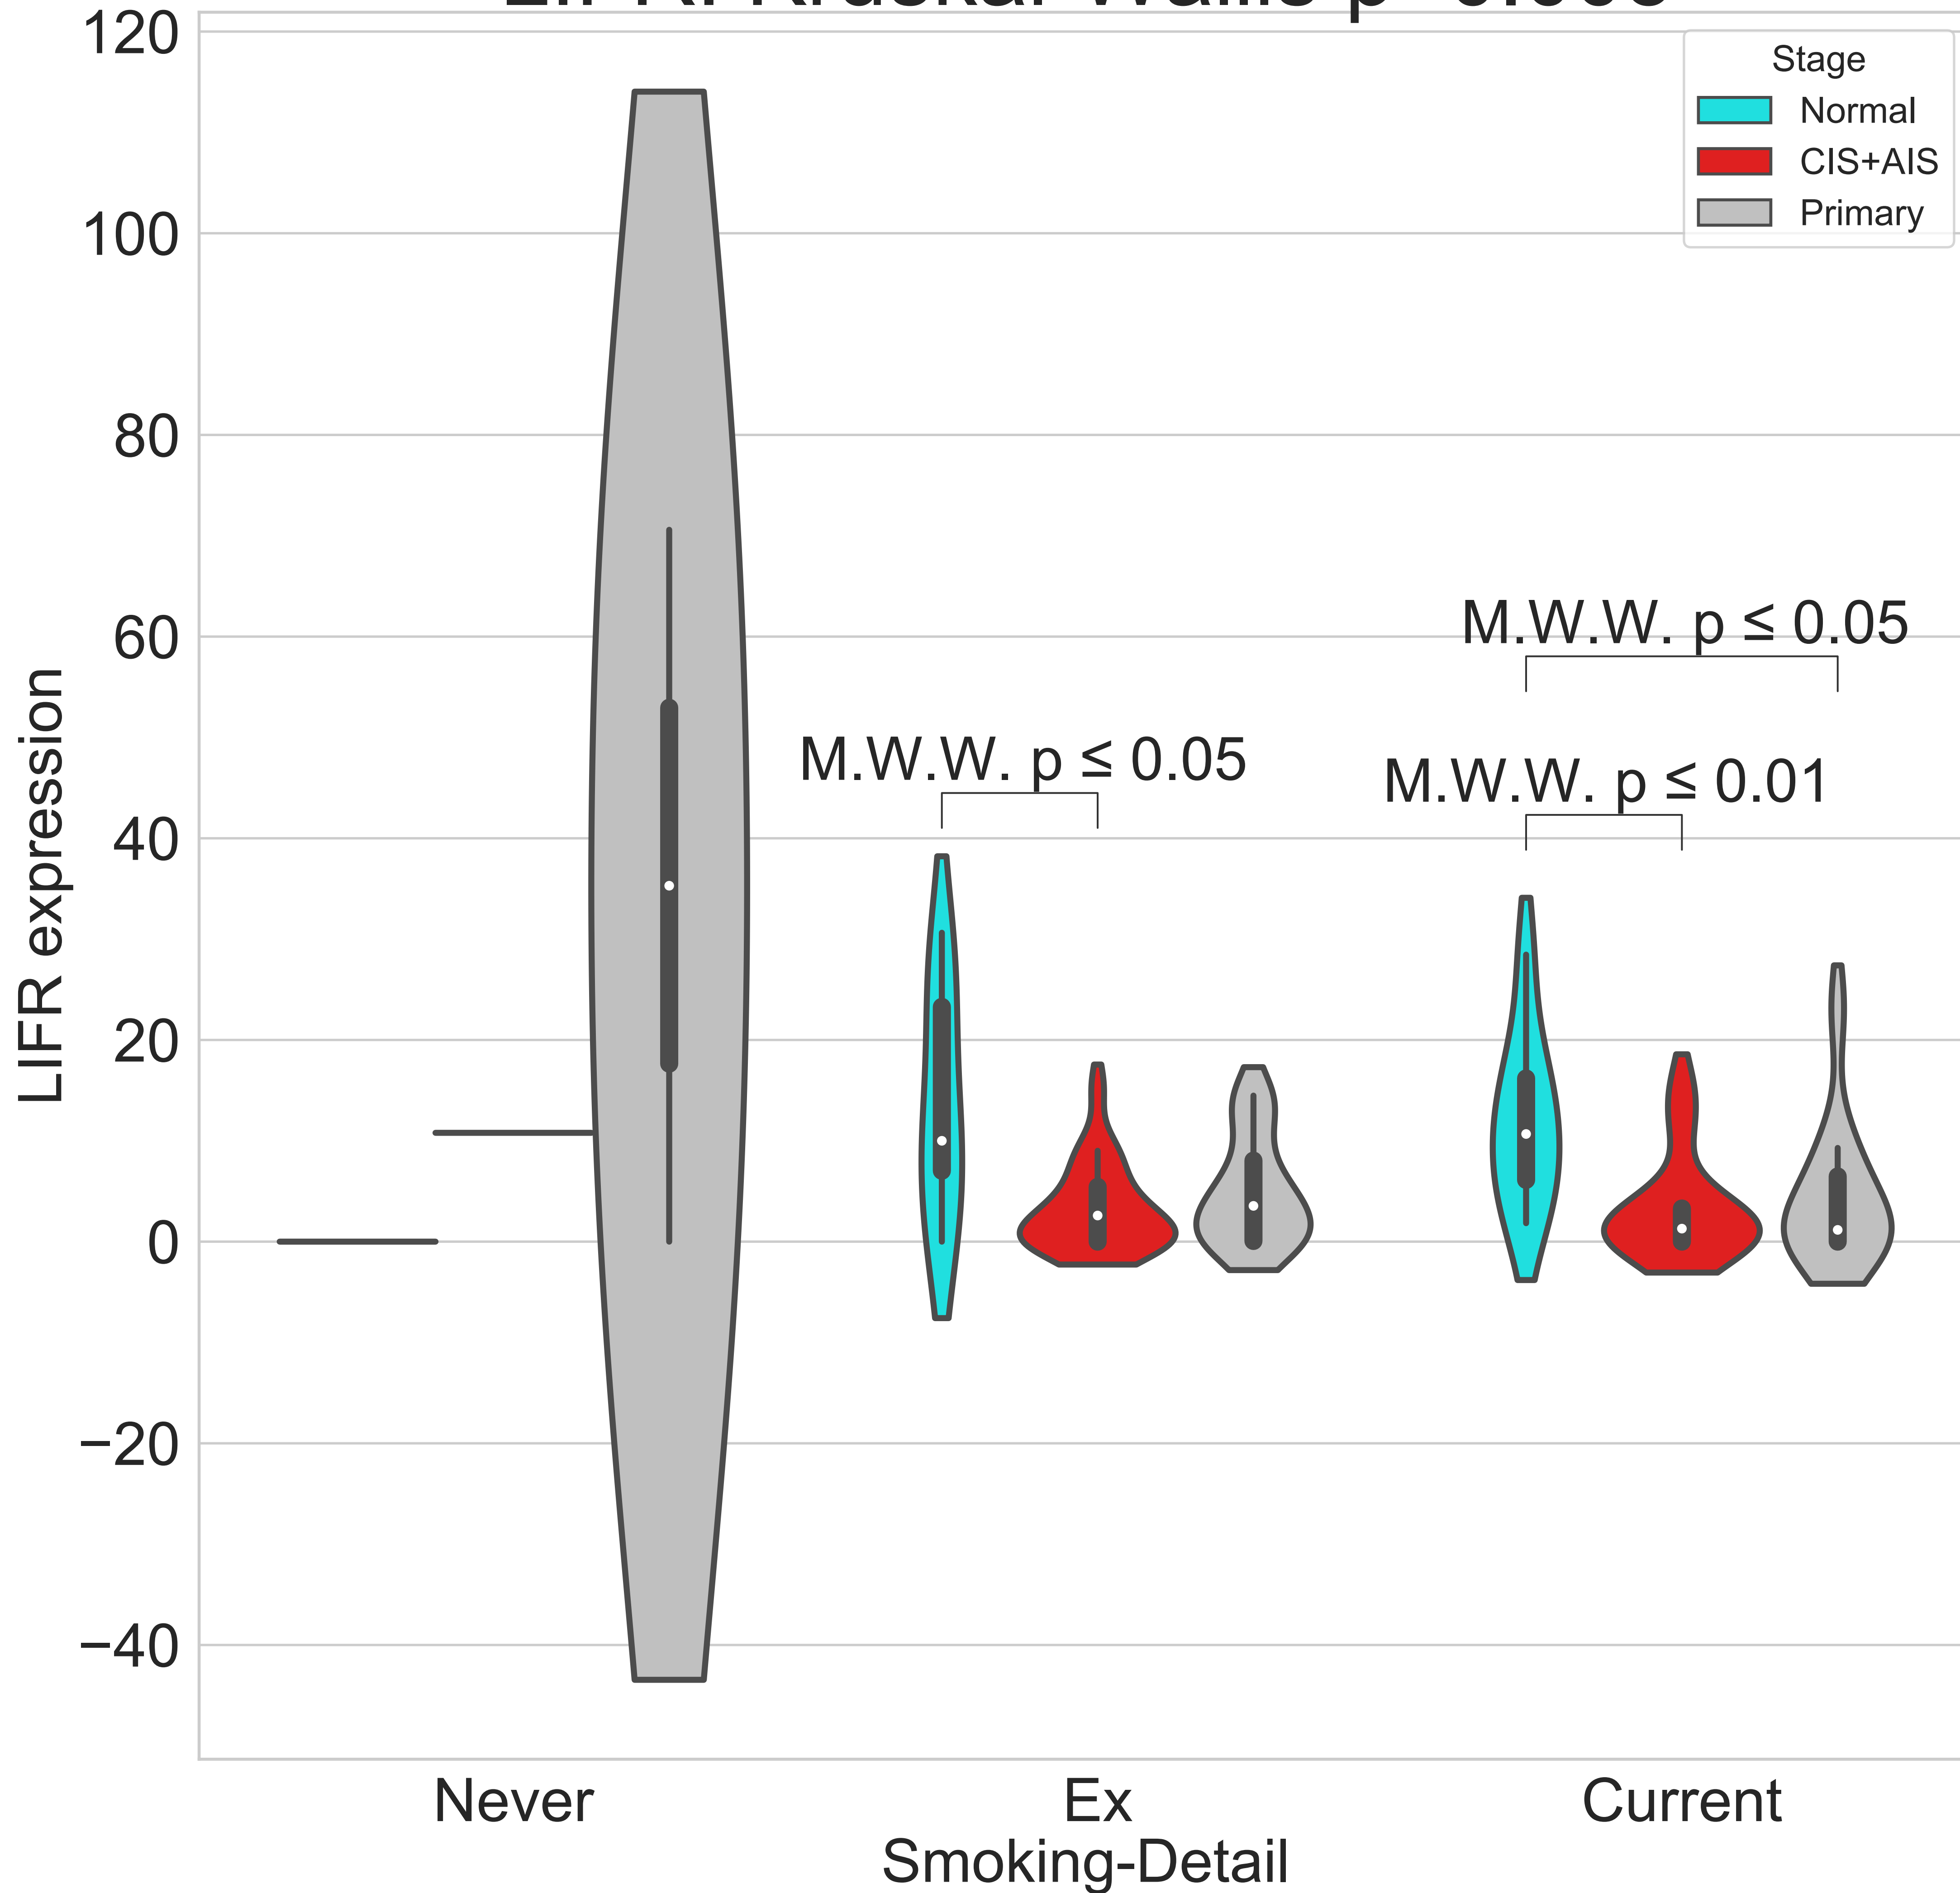 120
100
80
60
40
20
0
−20
−40
LIFR expression
Stage
Normal
CIS+AIS
Primary
M.W.W. p ≤ 0.05
M.W.W. p ≤ 0.05
M.W.W. p ≤ 0.01
Never
Ex
Current
Smoking-Detail